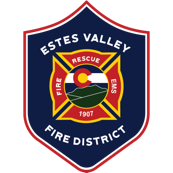 ESTES VALLEY
RESCUE
FIRE
EMS
1907
FIRE DISTRICT